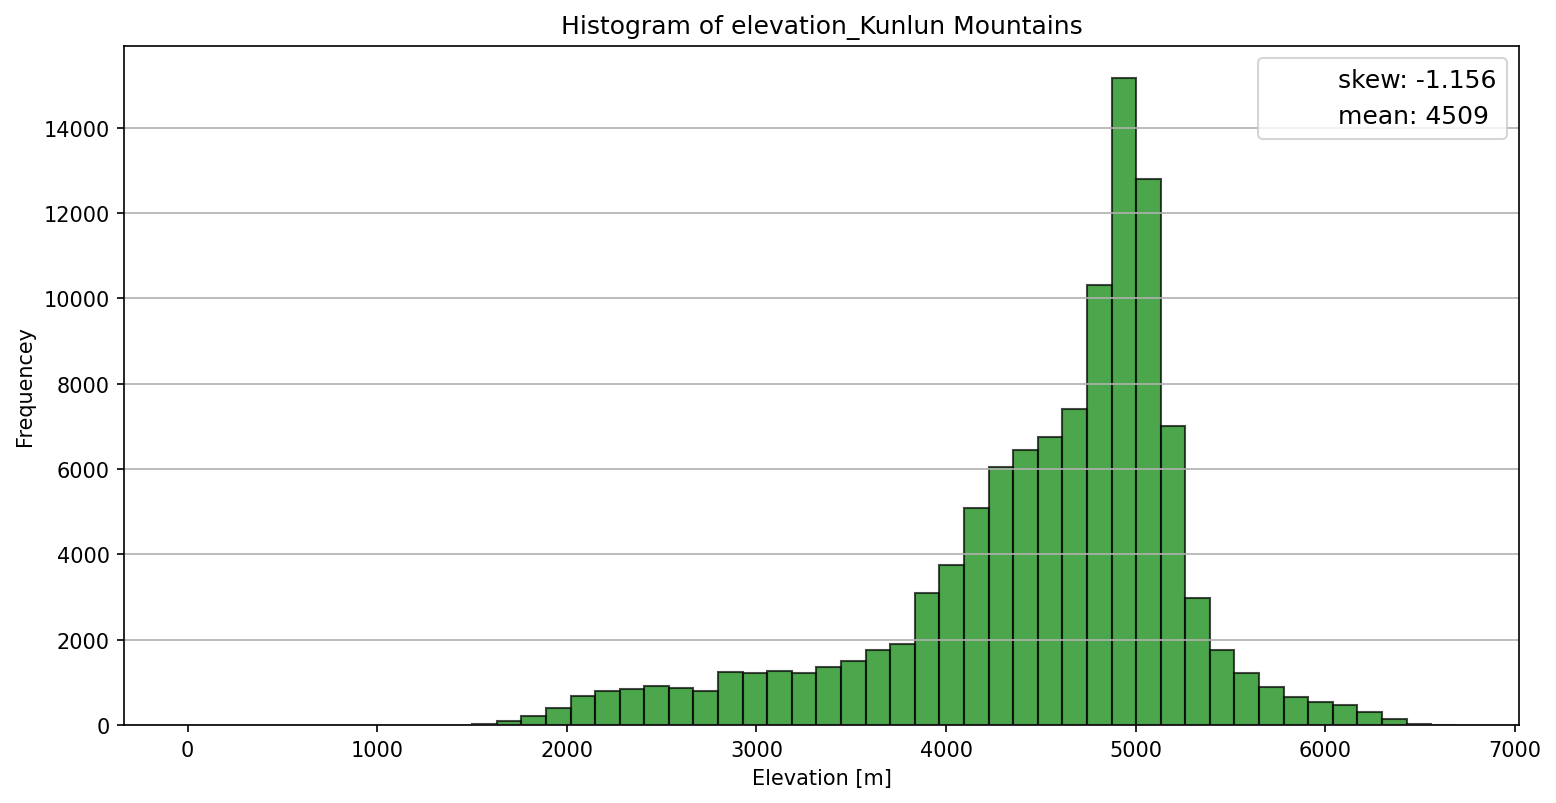 Histogram of elevation_Kunlun Mountains
skew: -1.156
mean: 4509
14000
12000
10000
8000
6000
4000
2000
0
Frequencey
0 1000 2000 3000 4000 5000 6000 7000
Elevation [m]